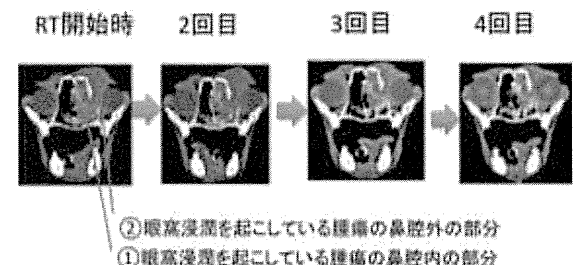 RT開始時 2回目 3回目 4回目
②眼窩浸潤を起こしている腫瘍の鼻腔外の部分
①眼窩浸潤を起こしている腫瘍の鼻腔内の部分